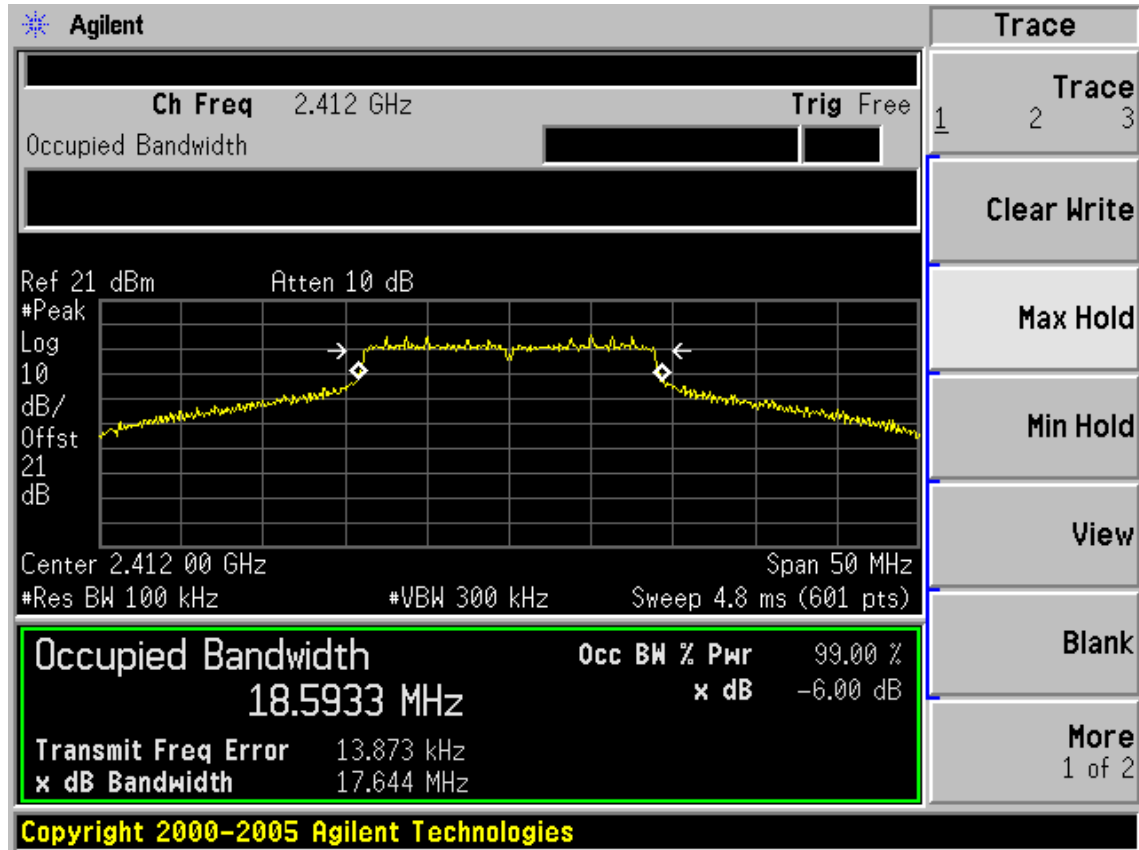 Agilent
Trace
Ch Freq 2.412 GHz Trig Free
Occupied Bandwidth
Trace
1 2 3
Clear Write
Max Hold
Min Hold
View
Blank
More
1 of 2
Ref 21 dBm Atten 10 dB
#Peak
Log
10
dB/
Offst
21
dB
Center 2.412 00 GHz Span 50 MHz
#Res BW 100 kHz #VBW 300 kHz Sweep 4.8 ms (601 pts)
Occupied Bandwidth Occ BW % Pwr 99.00 %
18.5933 MHz x dB -6.00 dB
Transmit Freq Error 13.873 kHz
x dB Bandwidth 17.644 MHz
Copyright 2000-2005 Agilent Technologies